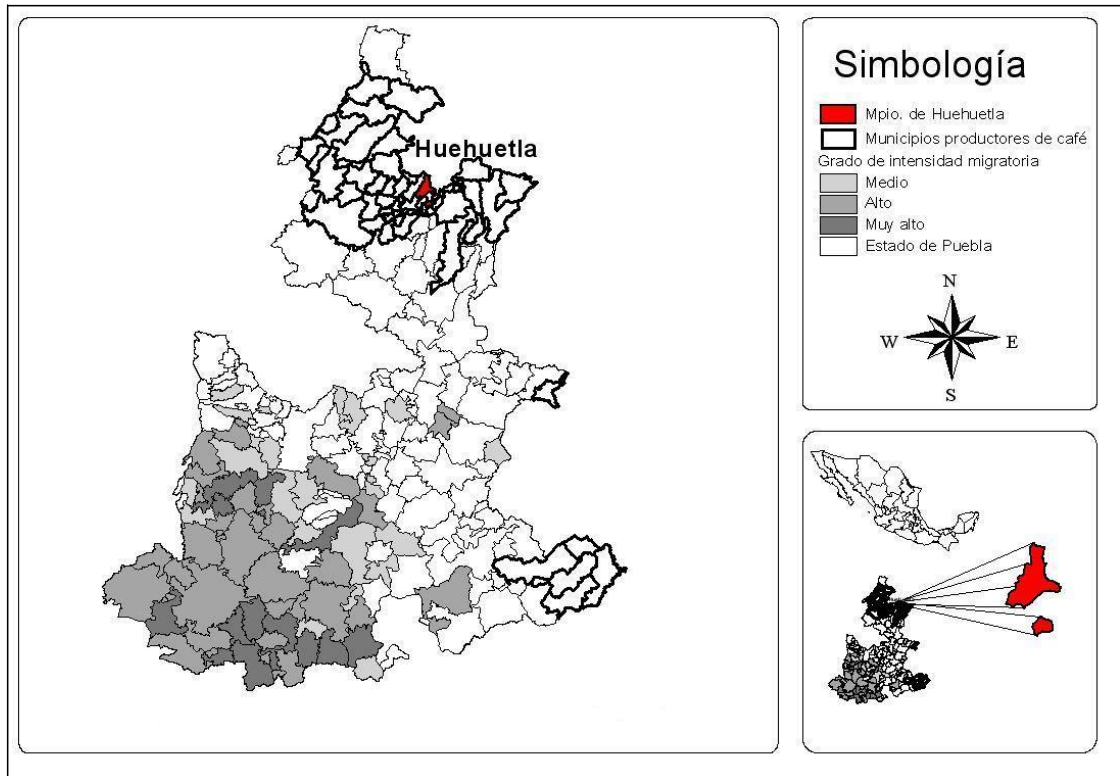 Huehuetla
Simbología
Mpio. de Huehuetla
Municipios productores de café
Grado de intensidad migratoria
Medio
Alto
Muy alto
Estado de Puebla
N
W E
S